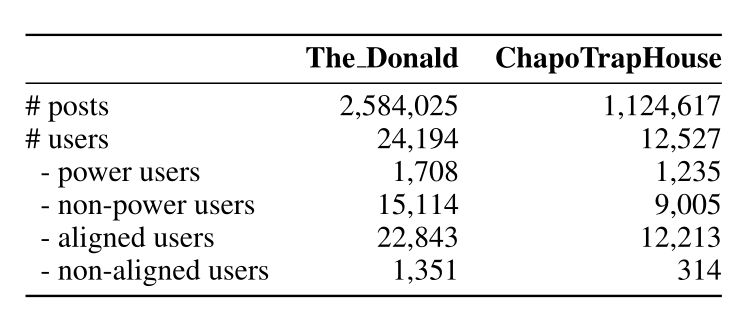 The_Donald ChapoTrapHouse
# posts 2,584,025 1,124,617
# users 24,194 12,527
- power users 1,708 1,235
- non-power users 15,114 9,005
- aligned users 22,843 12,213
- non-aligned users 1,351 314